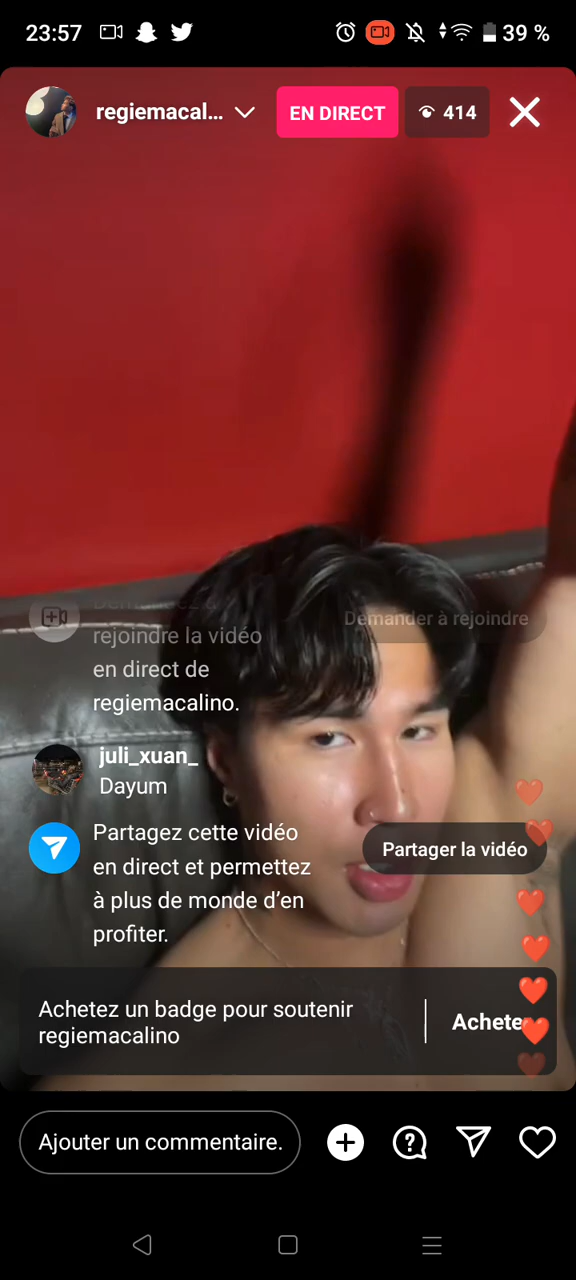 23:57
39 %
regiemacal...
EN DIRECT
414
Demandez à
Demander à rejoindre
rejoindre la vidéo
en direct de
regiemacalino.
juli_xuan_
Dayum
Partagez cette vidéo
Partager la vidéo
en direct et permettez
à plus de monde d’en
profiter.
Achetez un badge pour soutenir
regiemacalino
Achete
Ajouter un commentaire.